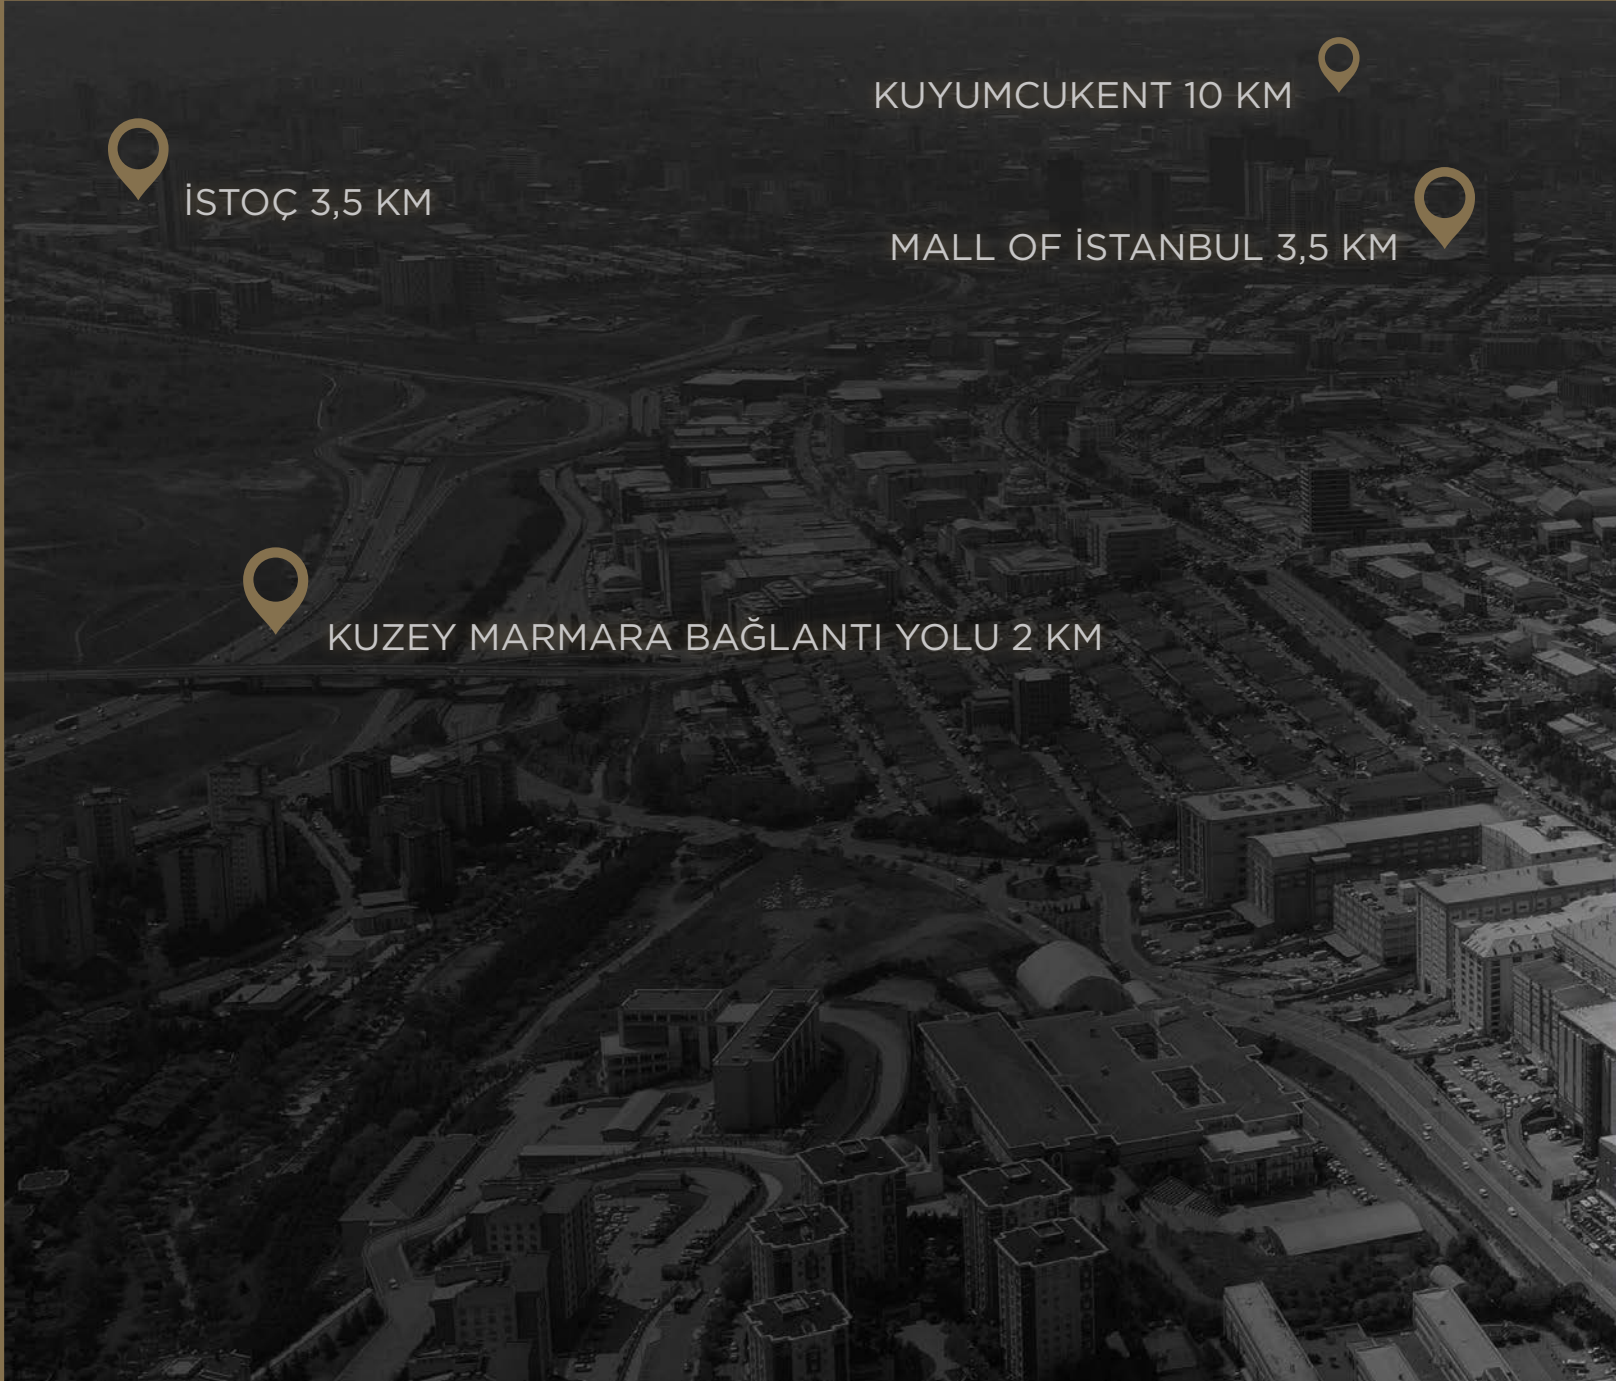 KUYUMCUKENT 10 KM
İSTOÇ 3,5 KM
MALL OF İSTANBUL 3,5 KM
KUZEY MARMARA BAĞLANTI YOLU 2 KM